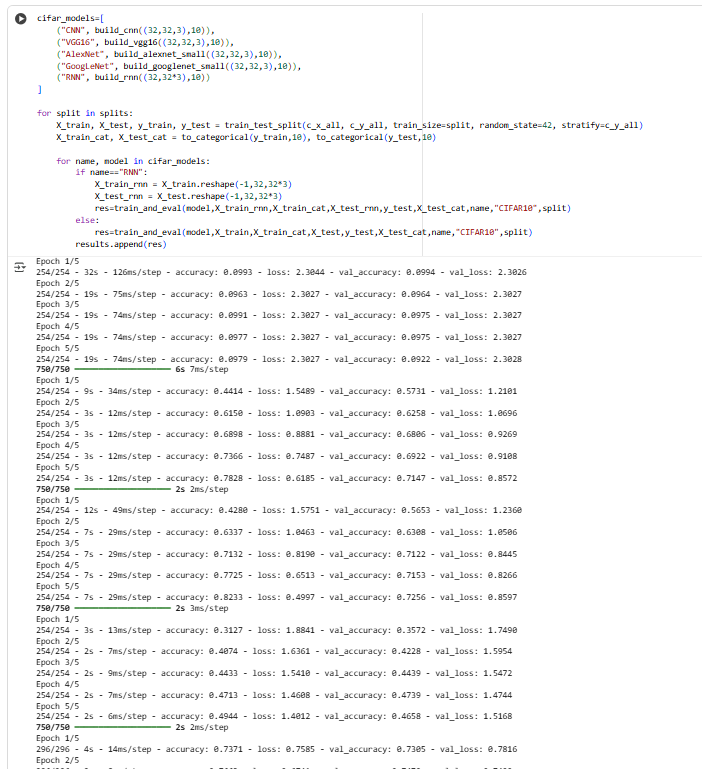 cifar_models=[
("CNN", build_cnn((32,32,3),10)),
("VGG16", build_vgg16((32,32,3),10)),
("AlexNet", build_alexnet_small((32,32,3),10)),
("GoogLeNet", build_googlenet_small((32,32,3),10)),
("RNN", build_rnn((32,32*3),10))
]
for split in splits:
X_train, X_test, y_train, y_test = train_test_split(c_x_all, c_y_all, train_size=split, random_state=42, stratify=c_y_all)
X_train_cat, X_test_cat = to_categorical(y_train,10), to_categorical(y_test,10)
for name, model in cifar_models:
if name=="RNN":
X_train_rnn = X_train.reshape(-1,32,32*3)
X_test_rnn = X_test.reshape(-1,32,32*3)
res=train_and_eval(model,X_train_rnn,X_train_cat,X_test_rnn,y_test,X_test_cat,name,"CIFAR10",split)
else:
res=train_and_eval(model,X_train,X_train_cat,X_test,y_test,X_test_cat,name,"CIFAR10",split)
results.append(res)
Epoch 1/5
254/254 - 32s - 126ms/step - accuracy: 0.0993 - loss: 2.3044 - val_accuracy: 0.0994 - val_loss: 2.3026
Epoch 2/5
254/254 - 19s - 75ms/step - accuracy: 0.0963 - loss: 2.3027 - val_accuracy: 0.0964 - val_loss: 2.3027
Epoch 3/5
254/254 - 19s - 74ms/step - accuracy: 0.0991 - loss: 2.3027 - val_accuracy: 0.0975 - val_loss: 2.3027
Epoch 4/5
254/254 - 19s - 74ms/step - accuracy: 0.0977 - loss: 2.3027 - val_accuracy: 0.0975 - val_loss: 2.3027
Epoch 5/5
254/254 - 19s - 74ms/step - accuracy: 0.0979 - loss: 2.3027 - val_accuracy: 0.0922 - val_loss: 2.3028
750/750 6s 7ms/step
Epoch 1/5
254/254 - 9s - 34ms/step - accuracy: 0.4414 - loss: 1.5489 - val_accuracy: 0.5731 - val_loss: 1.2101
Epoch 2/5
254/254 - 3s - 12ms/step - accuracy: 0.6150 - loss: 1.0903 - val_accuracy: 0.6258 - val_loss: 1.0696
Epoch 3/5
254/254 - 3s - 12ms/step - accuracy: 0.6898 - loss: 0.8881 - val_accuracy: 0.6806 - val_loss: 0.9269
Epoch 4/5
254/254 - 3s - 12ms/step - accuracy: 0.7366 - loss: 0.7487 - val_accuracy: 0.6922 - val_loss: 0.9108
Epoch 5/5
254/254 - 3s - 12ms/step - accuracy: 0.7828 - loss: 0.6185 - val_accuracy: 0.7147 - val_loss: 0.8572
750/750 2s 2ms/step
Epoch 1/5
254/254 - 12s - 49ms/step - accuracy: 0.4280 - loss: 1.5751 - val_accuracy: 0.5653 - val_loss: 1.2360
Epoch 2/5
254/254 - 7s - 29ms/step - accuracy: 0.6337 - loss: 1.0463 - val_accuracy: 0.6308 - val_loss: 1.0506
Epoch 3/5
254/254 - 7s - 29ms/step - accuracy: 0.7132 - loss: 0.8190 - val_accuracy: 0.7122 - val_loss: 0.8445
Epoch 4/5
254/254 - 7s - 29ms/step - accuracy: 0.7725 - loss: 0.6513 - val_accuracy: 0.7153 - val_loss: 0.8266
Epoch 5/5
254/254 - 7s - 29ms/step - accuracy: 0.8233 - loss: 0.4997 - val_accuracy: 0.7256 - val_loss: 0.8597
750/750 2s 3ms/step
Epoch 1/5
254/254 - 3s - 13ms/step - accuracy: 0.3127 - loss: 1.8841 - val_accuracy: 0.3572 - val_loss: 1.7490
Epoch 2/5
254/254 - 2s - 7ms/step - accuracy: 0.4074 - loss: 1.6361 - val_accuracy: 0.4228 - val_loss: 1.5954
Epoch 3/5
254/254 - 2s - 9ms/step - accuracy: 0.4433 - loss: 1.5410 - val_accuracy: 0.4439 - val_loss: 1.5472
Epoch 4/5
254/254 - 2s - 7ms/step - accuracy: 0.4713 - loss: 1.4608 - val_accuracy: 0.4739 - val_loss: 1.4744
Epoch 5/5
254/254 - 2s - 6ms/step - accuracy: 0.4944 - loss: 1.4012 - val_accuracy: 0.4658 - val_loss: 1.5168
750/750 2s 2ms/step
Epoch 1/5
296/296 - 4s - 14ms/step - accuracy: 0.7371 - loss: 0.7585 - val_accuracy: 0.7305 - val_loss: 0.7816
Epoch 2/5